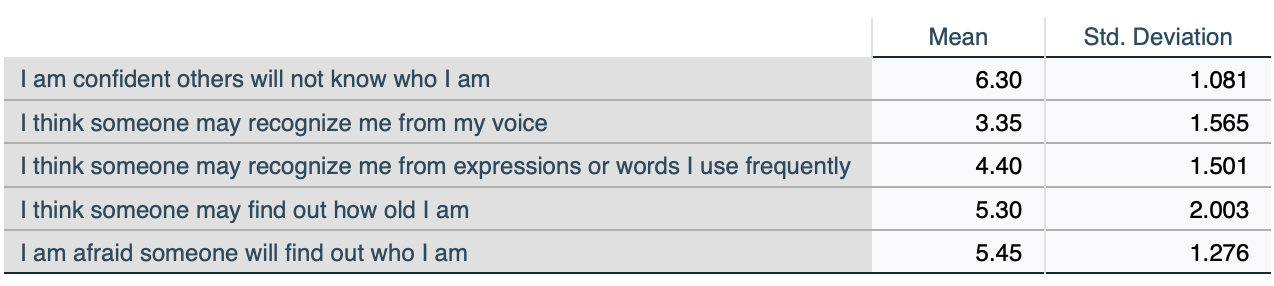 Mean Std. Deviation
I am confident others will not know who I am 6.30 1.081
I think someone may recognize me from my voice 3.35 1.565
I think someone may recognize me from expressions or words I use frequently 4.40 1.501
I think someone may find out how old I am 5.30 2.003
I am afraid someone will find out who I am 5.45 1.276